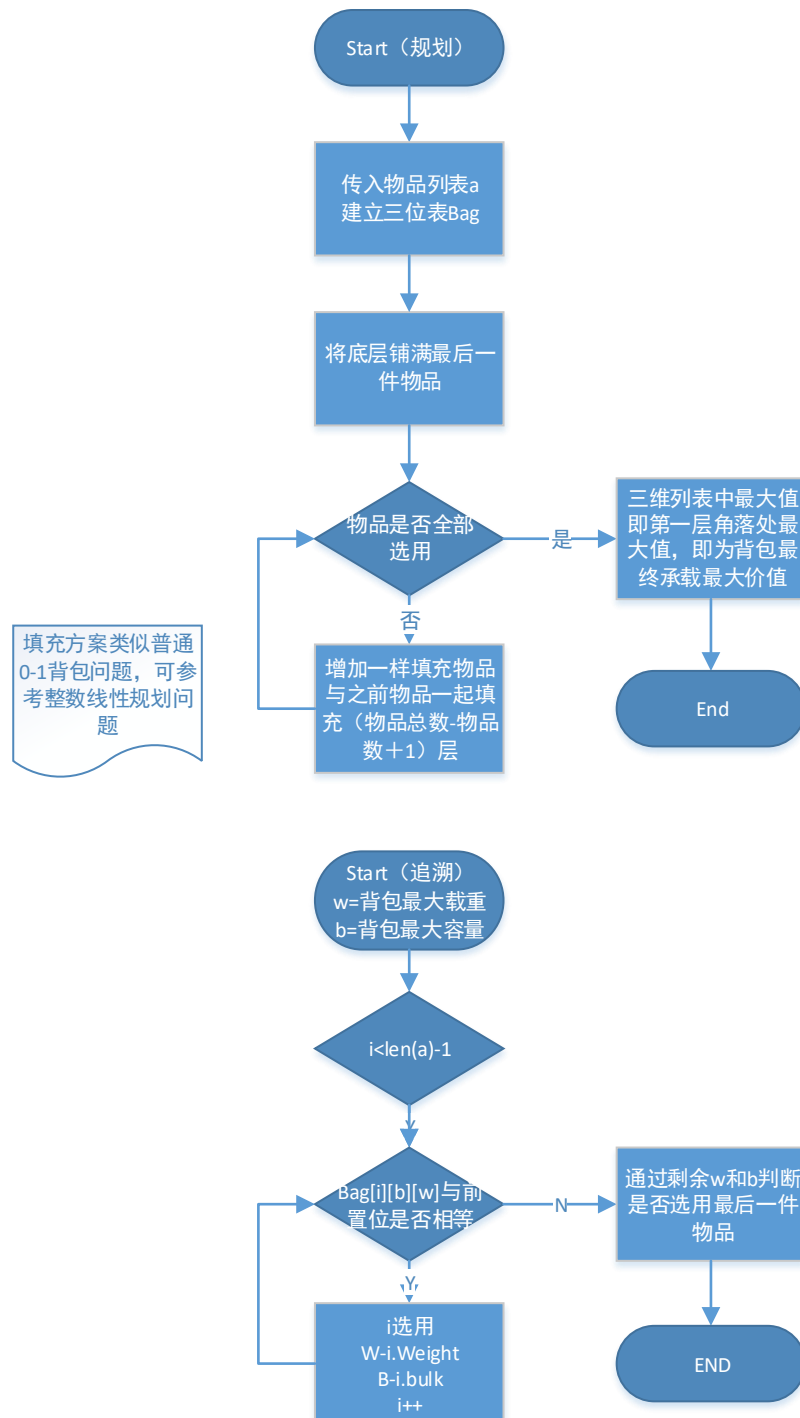 Start（规划）
传入物品列表a
建立三位表Bag
将底层铺满最后一
件物品
物品是否全部
选用
是
三维列表中最大值
即第一层角落处最
大值，即为背包最
终承载最大价值
否
填充方案类似普通
0-1背包问题，可参
考整数线性规划问
题
增加一样填充物品
与之前物品一起填
充（物品总数-物品
数＋1）层
End
Start（追溯）
w=背包最大载重
b=背包最大容量
i<len(a)-1
Y
Bag[i][b][w]与前
置位是否相等
N
通过剩余w和b判断
是否选用最后一件
物品
Y
i选用
W-i.Weight
B-i.bulk
i++
END